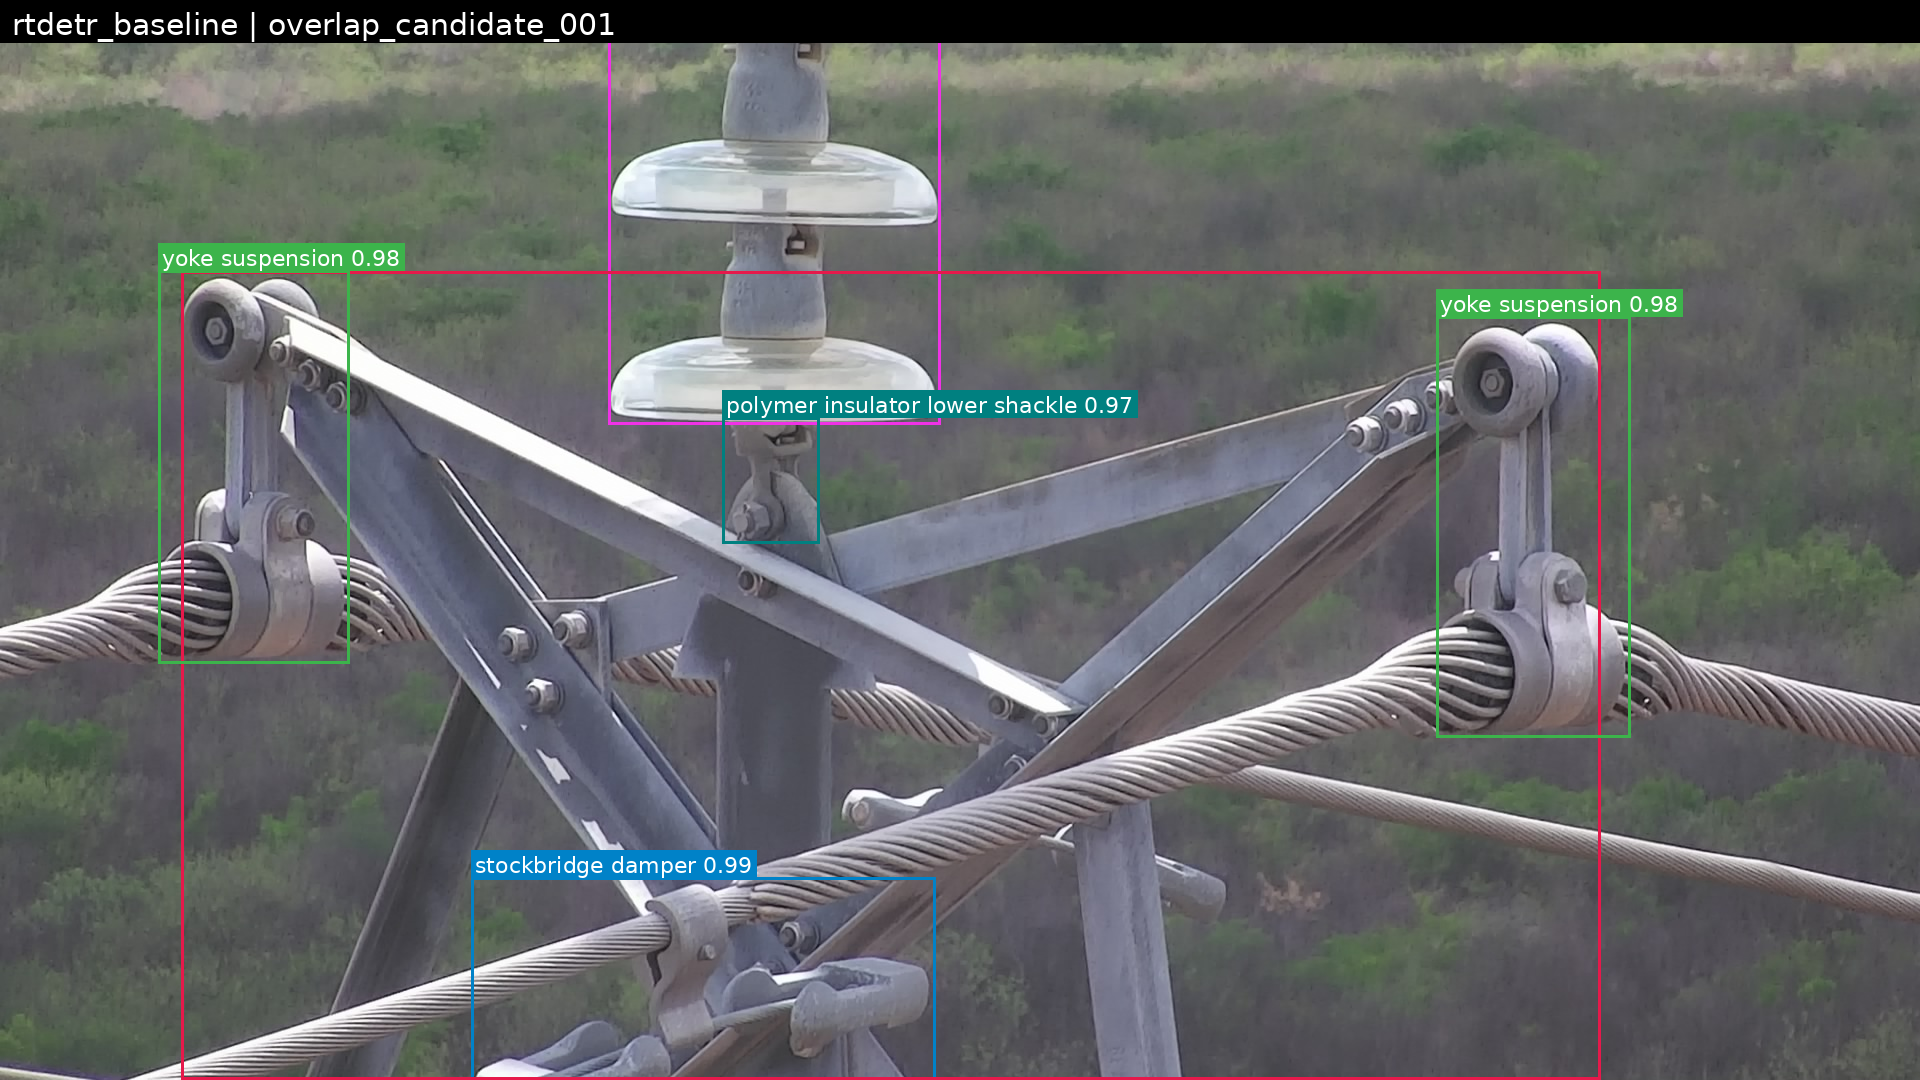 rtdetr_baseline | overlap_candidate_001
yoke suspension 0.98
yoke suspension 0.98
polymer insulator lower shackle 0.97
stockbridge damper 0.99